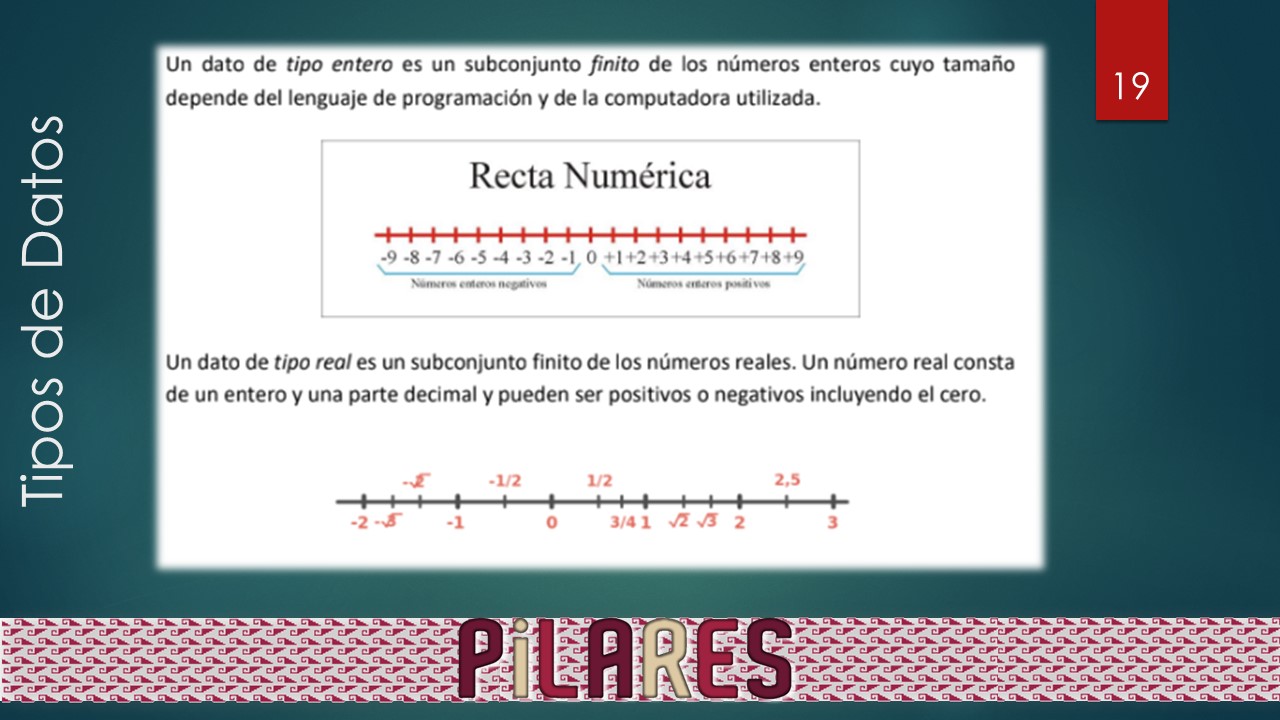 Tipos de Datos
19
Un dato de tipo entero es un subconjunto finito de los números enteros cuyo tamaño
depende del lenguaje de programación y de la computadora utilizada.
Recta Numérica
-9 -8 -7 -6 -5 -4 -3 -2 -1 0 +1+2+3+4+5+6+7+8+9
Números enteros negativos Números enteros positivos
Un dato de tipo real es un subconjunto finito de los números reales. Un número real consta
de un entero y una parte decimal y pueden ser positivos o negativos incluyendo el cero.
-√2 -1/2 1/2 2,5
-2 -√3 -1 0 3/4 1 √2 √3 2 3
PiLARES